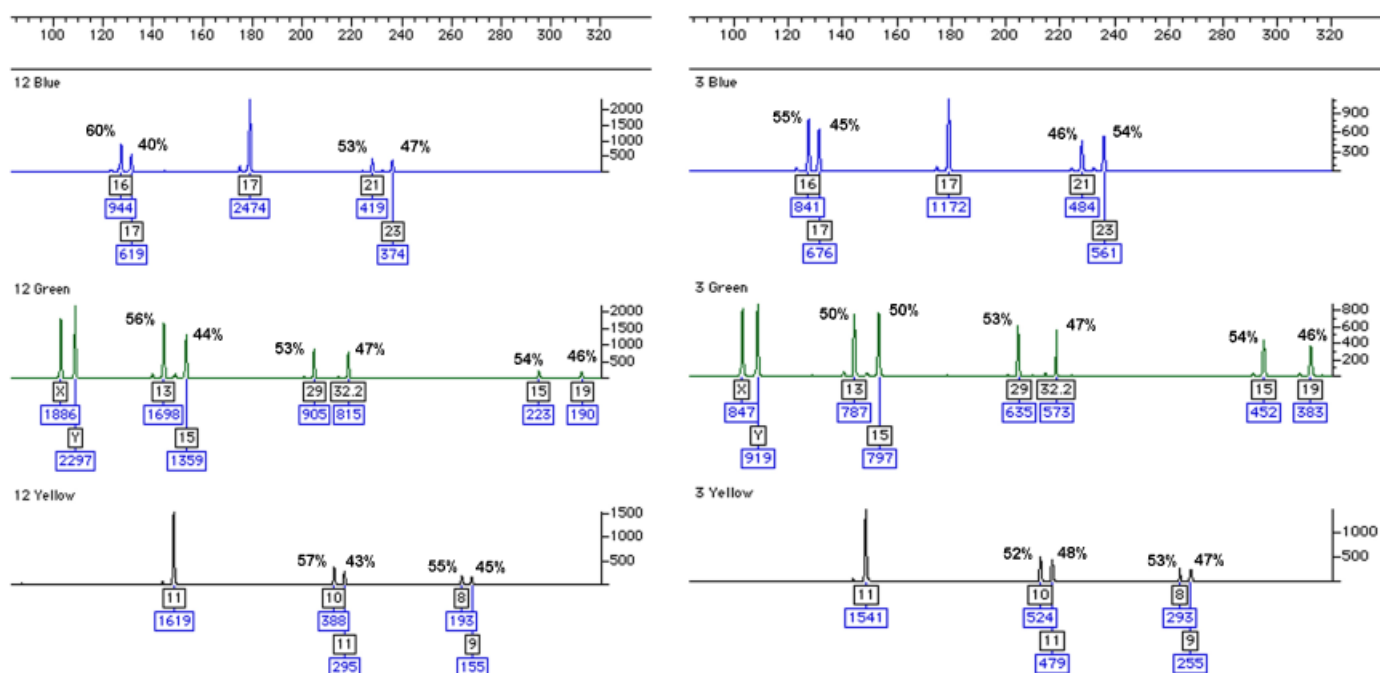 100 120 140 160 180 200 220 240 260 280 300 320
12 Blue
60% 40% 53% 47%
2000
1500
1000
500
16 17 21
944 2474 419
17 23
619 374
12 Green
56% 44% 53% 47% 54% 46%
2000
1500
1000
500
X 13 29 32.2 15 19
1886 1698 905 815 223 190
Y 15
2297 1359
12 Yellow
57% 43% 55% 45%
1500
1000
500
11 10 8
1619 388 193
11 9
295 155
100 120 140 160 180 200 220 240 260 280 300 320
3 Blue
55% 45% 46% 54%
900
600
300
16 17 21
841 1172 484
17 23
676 561
3 Green
50% 50% 53% 47% 54% 46%
800
600
400
200
X 13 29 32.2 15 19
847 787 635 573 452 383
Y 15
919 797
3 Yellow
52% 48% 53% 47%
1000
500
11 10 8
1541 524 293
11 9
479 255